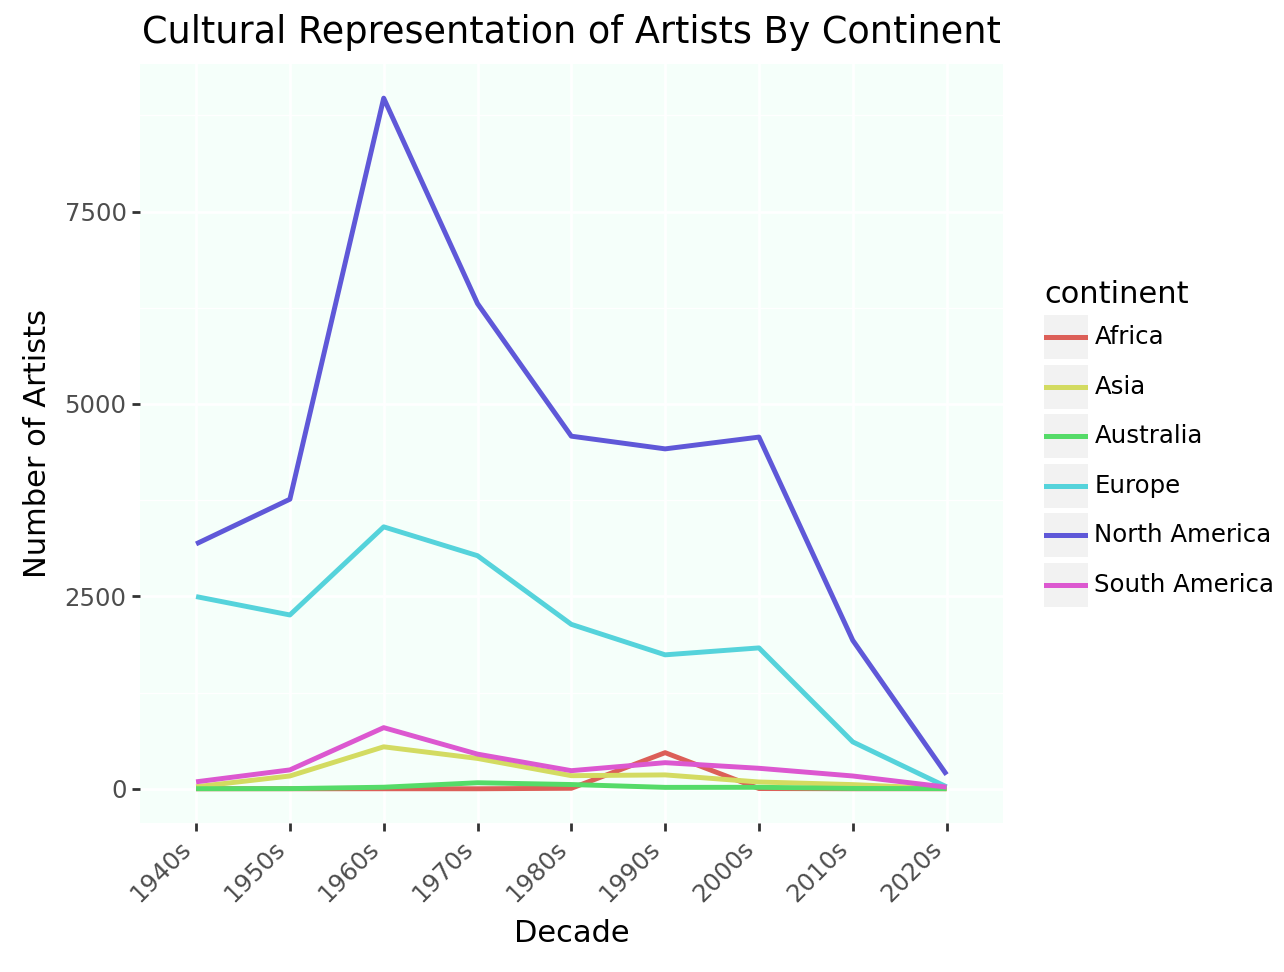 Cultural Representation of Artists By Continent
Number of Artists
7500
5000
2500
0
1940s
1950s
1960s
1970s
1980s
1990s
2000s
2010s
2020s
Decade
continent
Africa
Asia
Australia
Europe
North America
South America